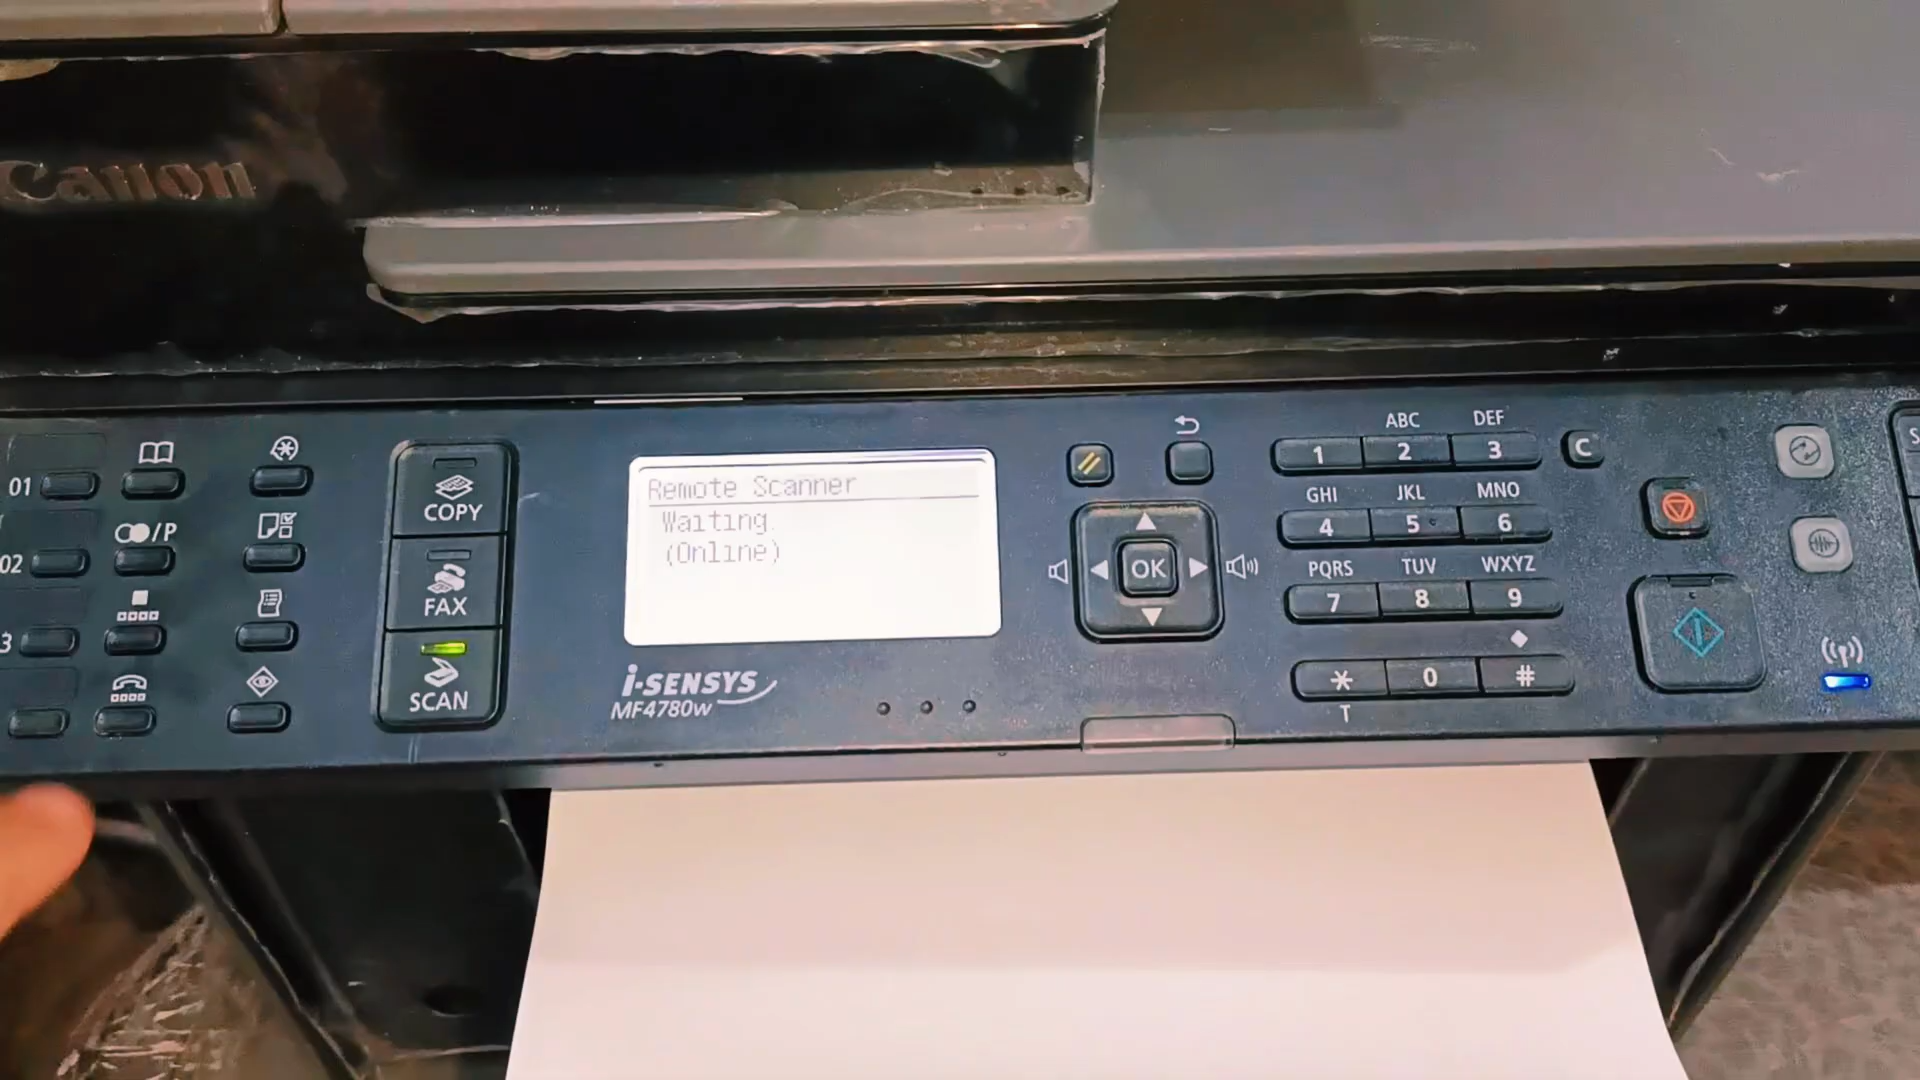 Canon
01
02
3
/P
COPY
FAX
SCAN
Remote Scanner
Waiting
(Online)
i-SENSYS
MF4780w
OK
ABC
DEF
1
2
3
C
GHI
JKL
MNO
4
5
6
PQRS
TUV
WXYZ
7
8
9
*
0
#
T
S